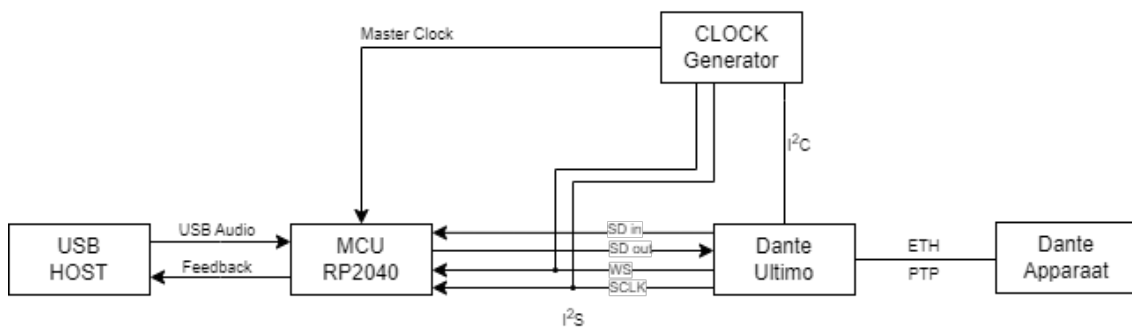 CLOCK
Generator
Master Clock
I²C
USB
HOST
USB Audio
Feedback
MCU
RP2040
SD in
SD out
WS
SCLK
I²S
Dante
Ultimo
ETH
PTP
Dante
Apparaat